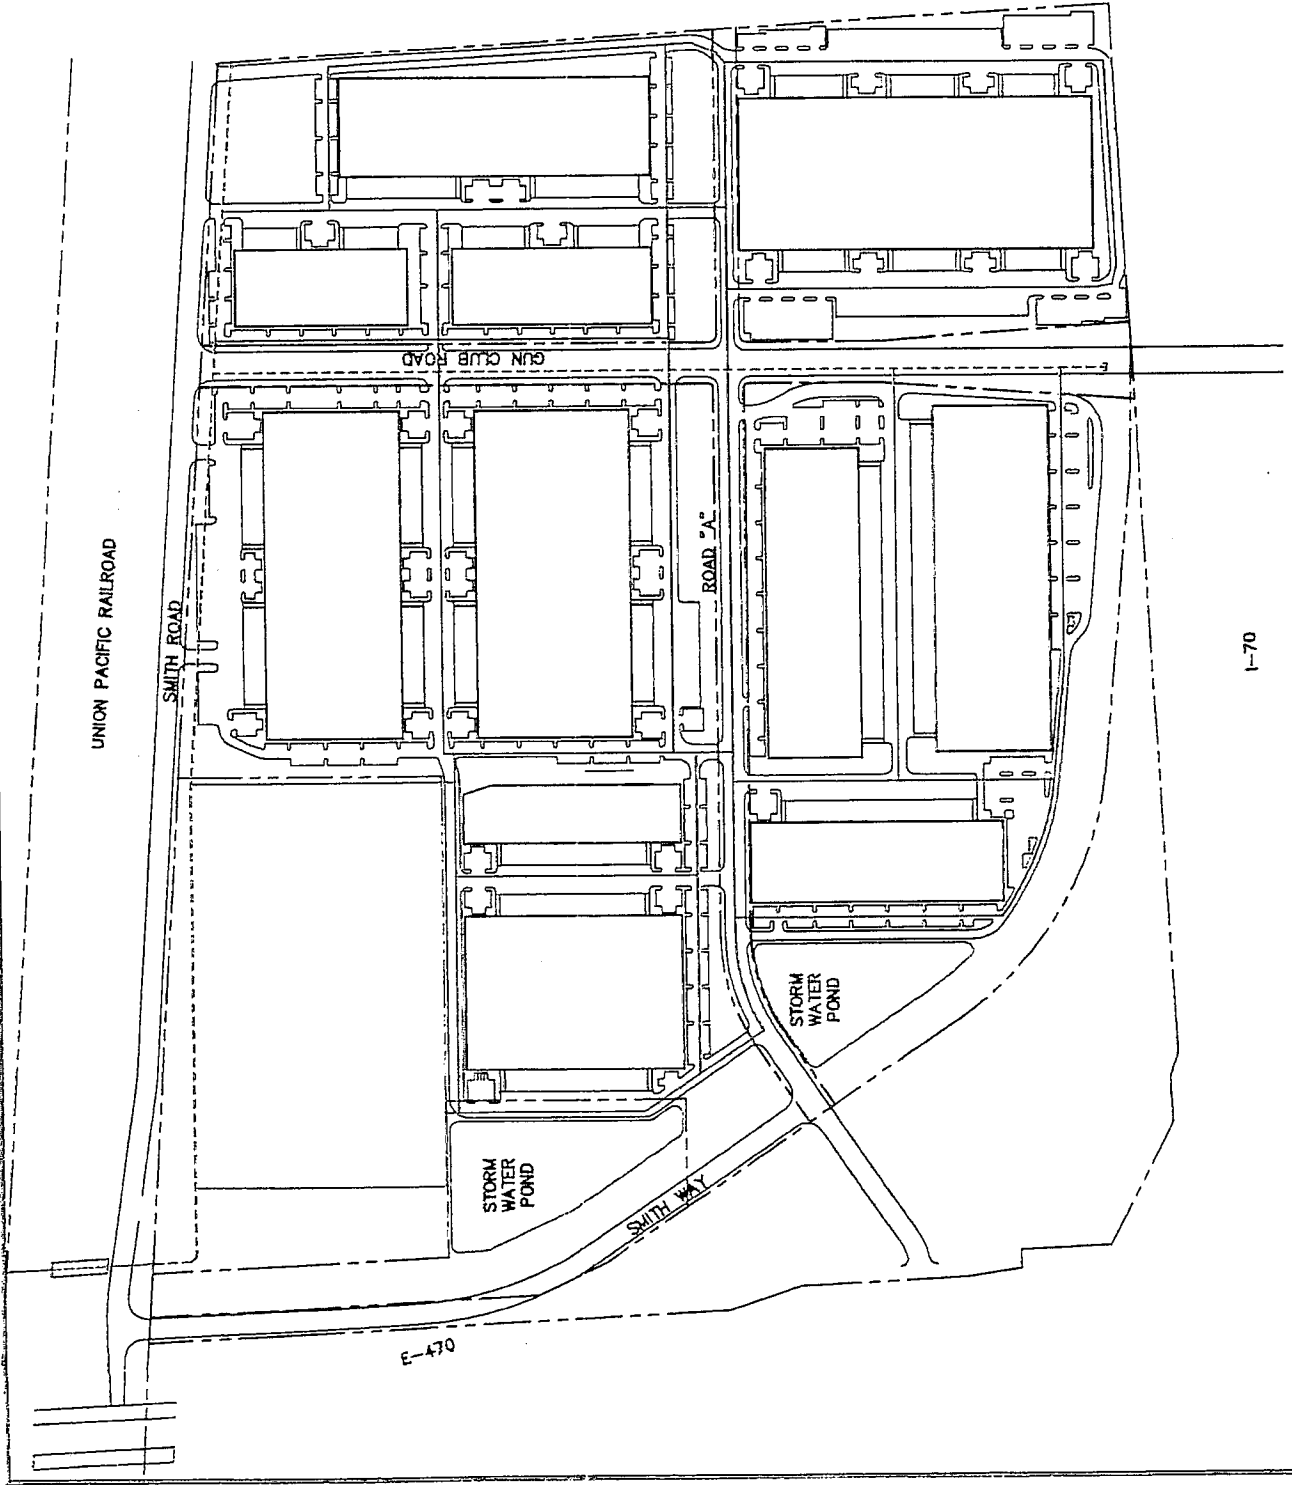 GUN CLUB ROAD
UNION PACIFIC RAILROAD
SMITH ROAD
ROAD "A"
I-70
STORM
WATER
POND
STORM
WATER
POND
SMITH WAY
E-470